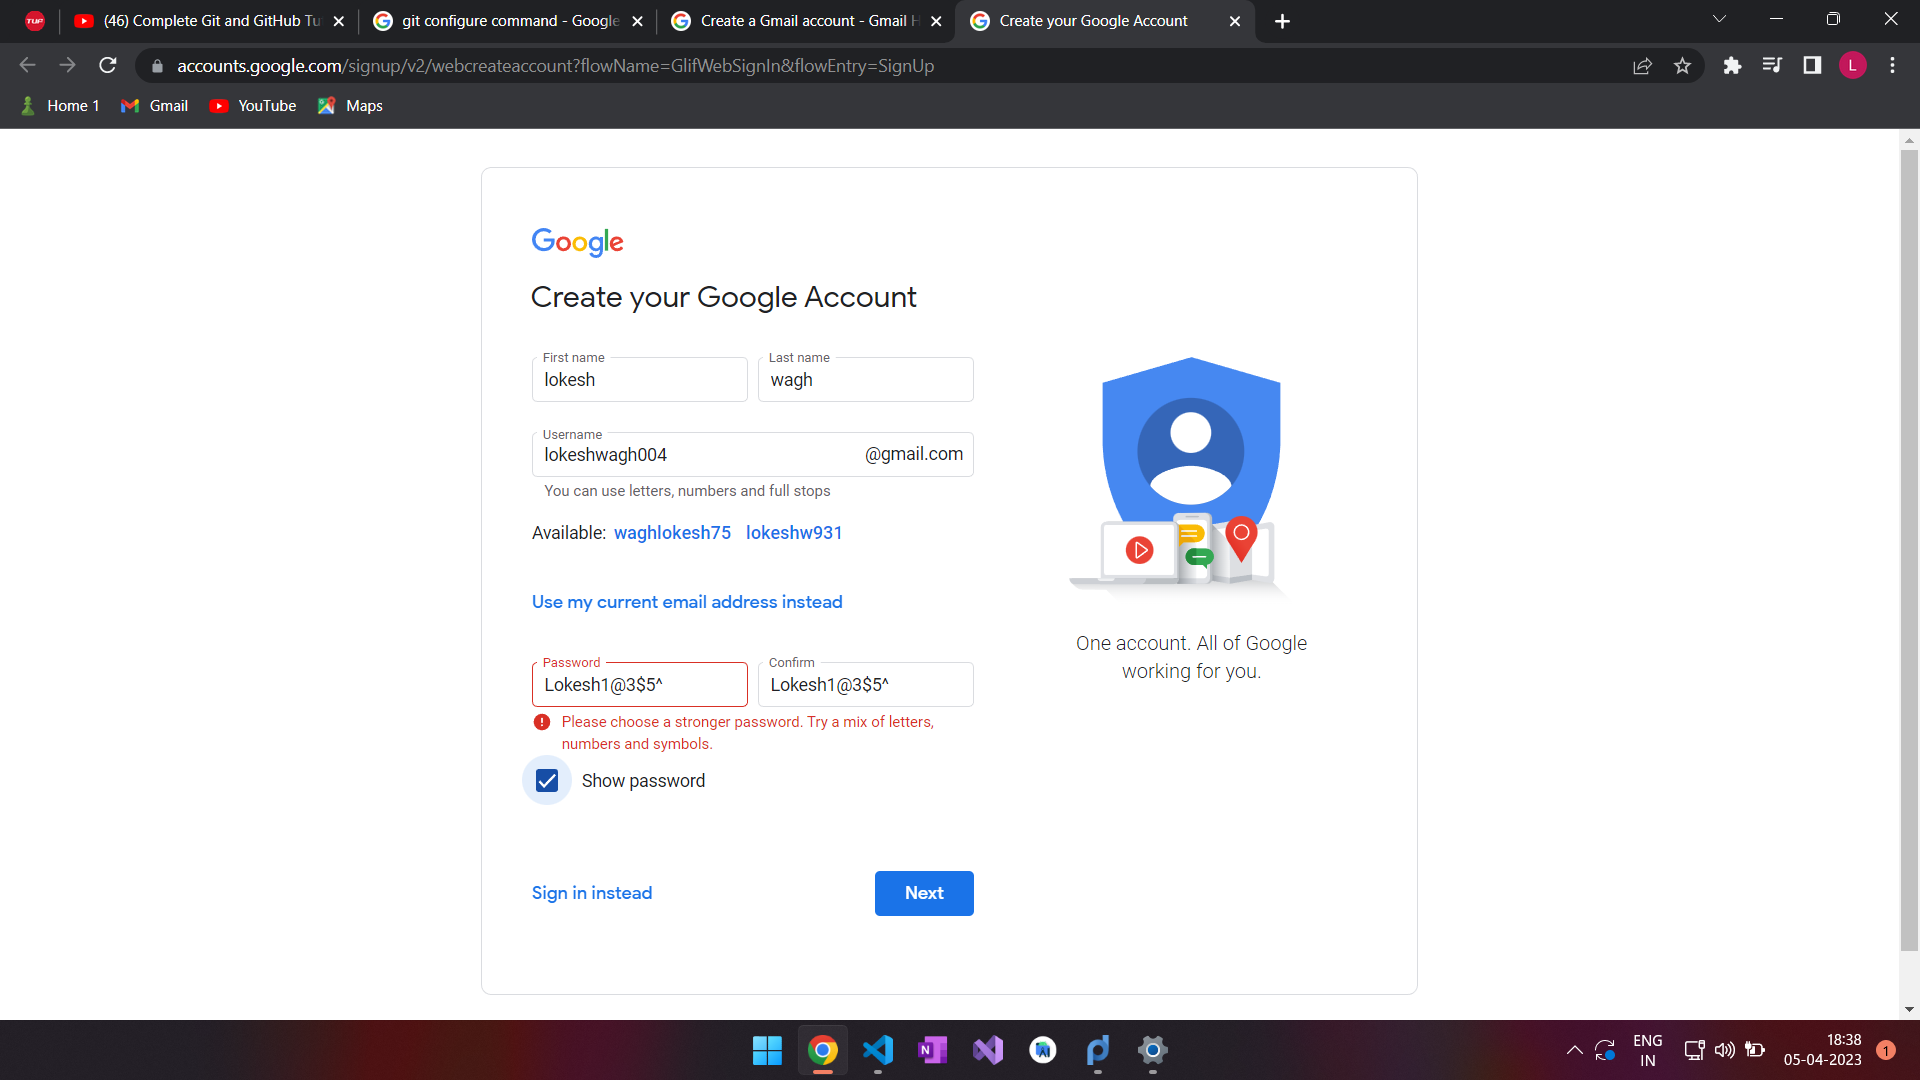 TUF
(46) Complete Git and GitHub Tu
git configure command - Google
Create a Gmail account - Gmail H
Create your Google Account
accounts.google.com/signup/v2/webcreateaccount?flowName=GlifWebSignIn&flowEntry=SignUp
L
Home 1
Gmail
YouTube
Maps
Google
Create your Google Account
First name
Last name
lokesh
wagh
Username
lokeshwagh004
@gmail.com
You can use letters, numbers and full stops
Available: waghlokesh75 lokeshw931
Use my current email address instead
One account. All of Google
working for you.
Password
Confirm
Lokesh1@3$5^
Lokesh1@3$5^
Please choose a stronger password. Try a mix of letters,
numbers and symbols.
Show password
Sign in instead
Next
N
ENG
IN
18:38
05-04-2023
1